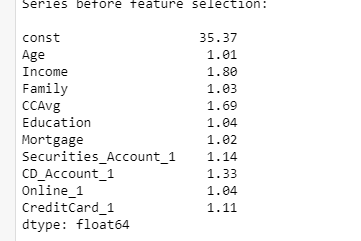 Series before feature selection:
const 35.37
Age 1.01
Income 1.80
Family 1.03
CCAvg 1.69
Education 1.04
Mortgage 1.02
Securities_Account_1 1.14
CD_Account_1 1.33
Online_1 1.04
CreditCard_1 1.11
dtype: float64